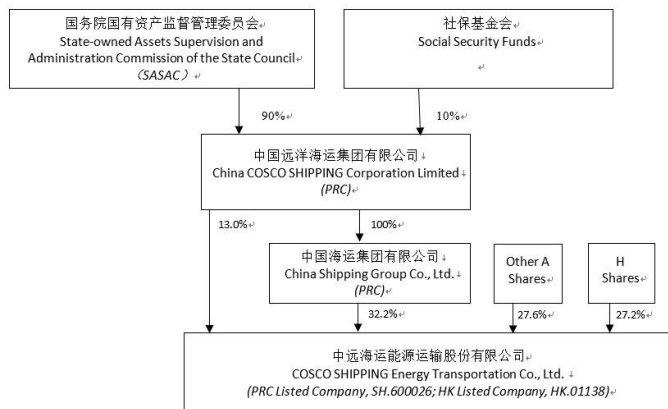 国务院国有资产监督管理委员会
State-owned Assets Supervision and
Administration Commission of the State Council
（SASAC）
社保基金会
Social Security Funds
90%
10%
中国远洋海运集团有限公司
China COSCO SHIPPING Corporation Limited
(PRC)
13.0%
100%
中国海运集团有限公司
China Shipping Group Co., Ltd.
(PRC)
Other A
Shares
H
Shares
32.2%
27.6%
27.2%
中远海运能源运输股份有限公司
COSCO SHIPPING Energy Transportation Co., Ltd.
(PRC Listed Company, SH.600026; HK Listed Company, HK.01138)